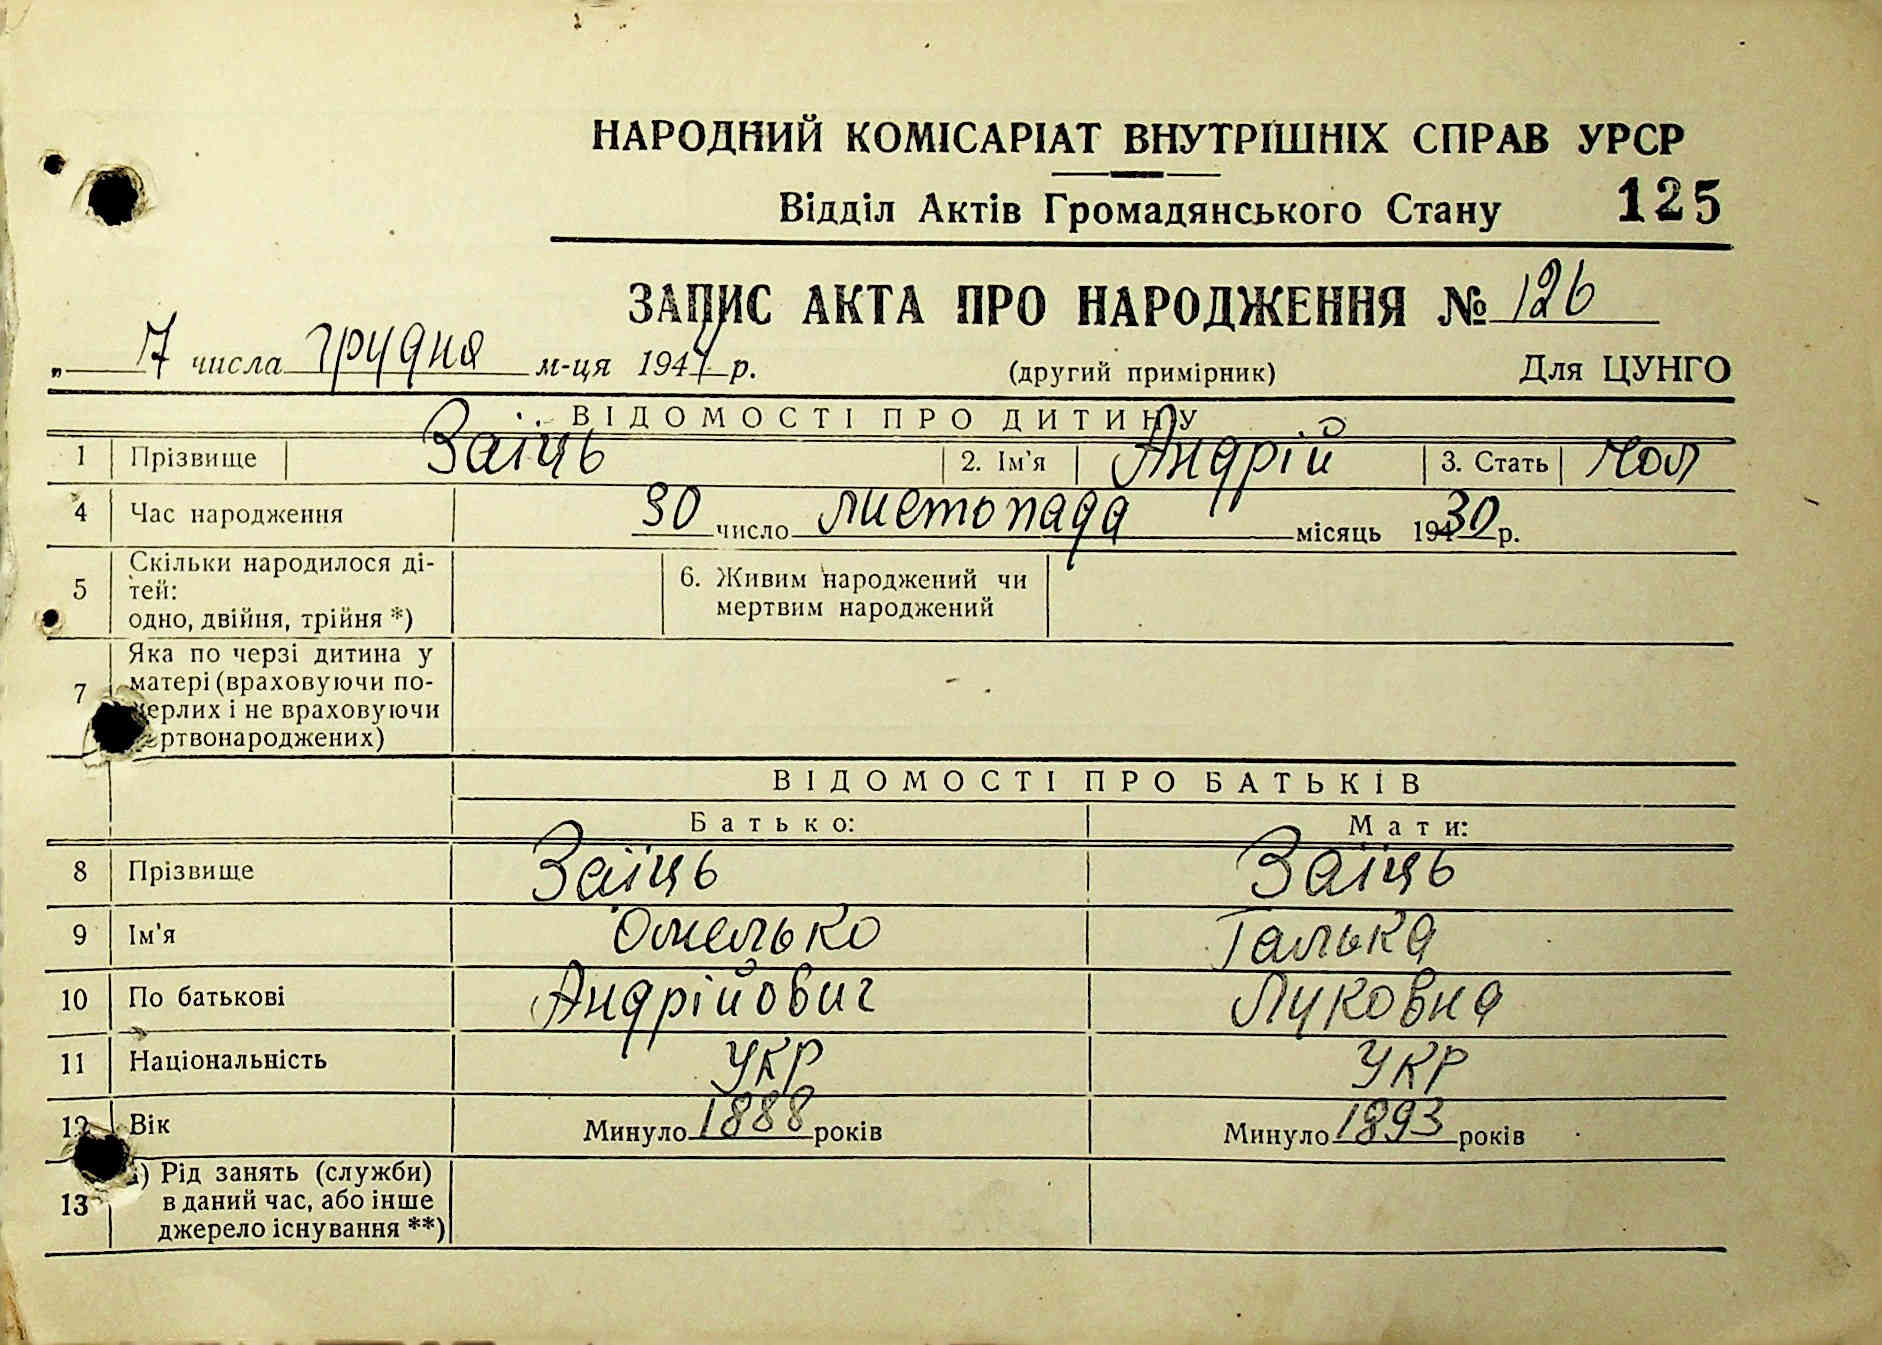 НАРОДНИЙ КОМІСАРІАТ ВНУТРІШНІХ СПРАВ УРСР
Відділ Актів Громадянського Стану 125
ЗАПИС АКТА ПРО НАРОДЖЕННЯ № 126
„ 7 числа грудня м-ця 1944 р. (другий примірник) Для ЦУНГО
ВІДОМОСТІ ПРО ДИТИНУ
1 Прізвище Заїць 2. Ім'я Андрій 3. Стать чол
4 Час народження 30 число листопада місяць 1930 р.
5 Скільки народилося ді-
тей:
одно, двійня, трійня *)
6. Живим народжений чи
мертвим народжений
7 Яка по черзі дитина у
матері (враховуючи по-
мерлих і не враховуючи
мертвонароджених)
ВІДОМОСТІ ПРО БАТЬКІВ
Батько: Мати:
8 Прізвище Заїць Заїць
9 Ім'я Омелько Галька
10 По батькові Андрійович Луковна
11 Національність укр укр
12 Вік Минуло 1888 років Минуло 1893 років
13 а) Рід занять (служби)
в даний час, або інше
джерело існування **)